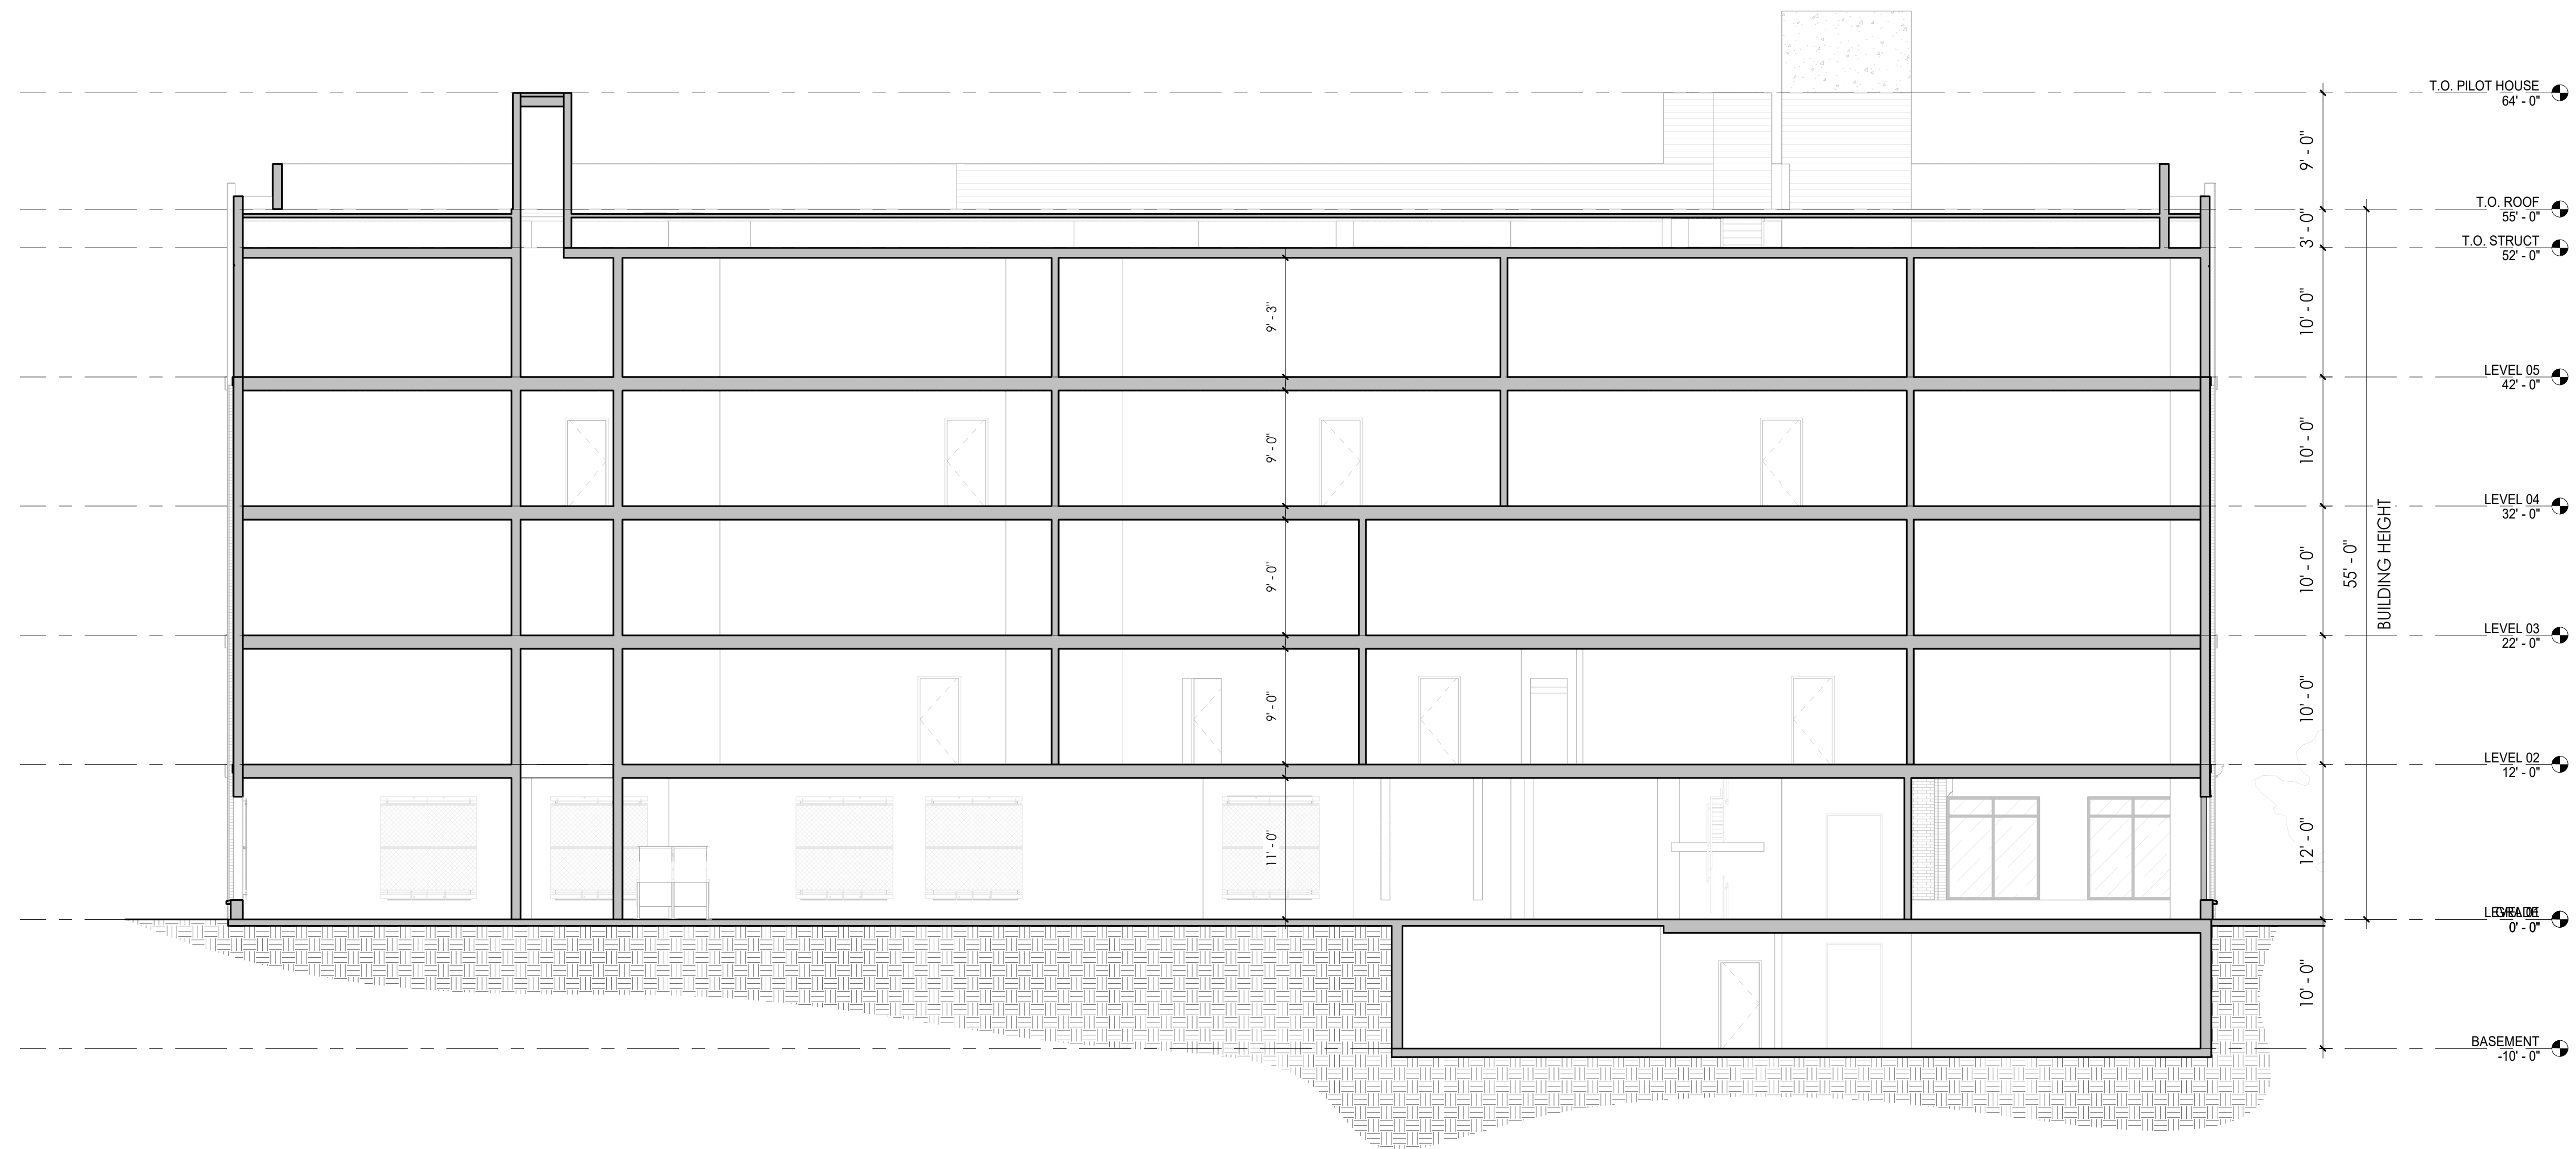 T.O. PILOT HOUSE
64' - 0"
9' - 0"
T.O. ROOF
55' - 0"
3' - 0"
T.O. STRUCT
52' - 0"
9' - 3"
10' - 0"
LEVEL 05
42' - 0"
9' - 0"
10' - 0"
LEVEL 04
32' - 0"
9' - 0"
10' - 0"
55' - 0"
BUILDING HEIGHT
LEVEL 03
22' - 0"
9' - 0"
10' - 0"
LEVEL 02
12' - 0"
11' - 0"
12' - 0"
0' - 0"
10' - 0"
BASEMENT
-10' - 0"